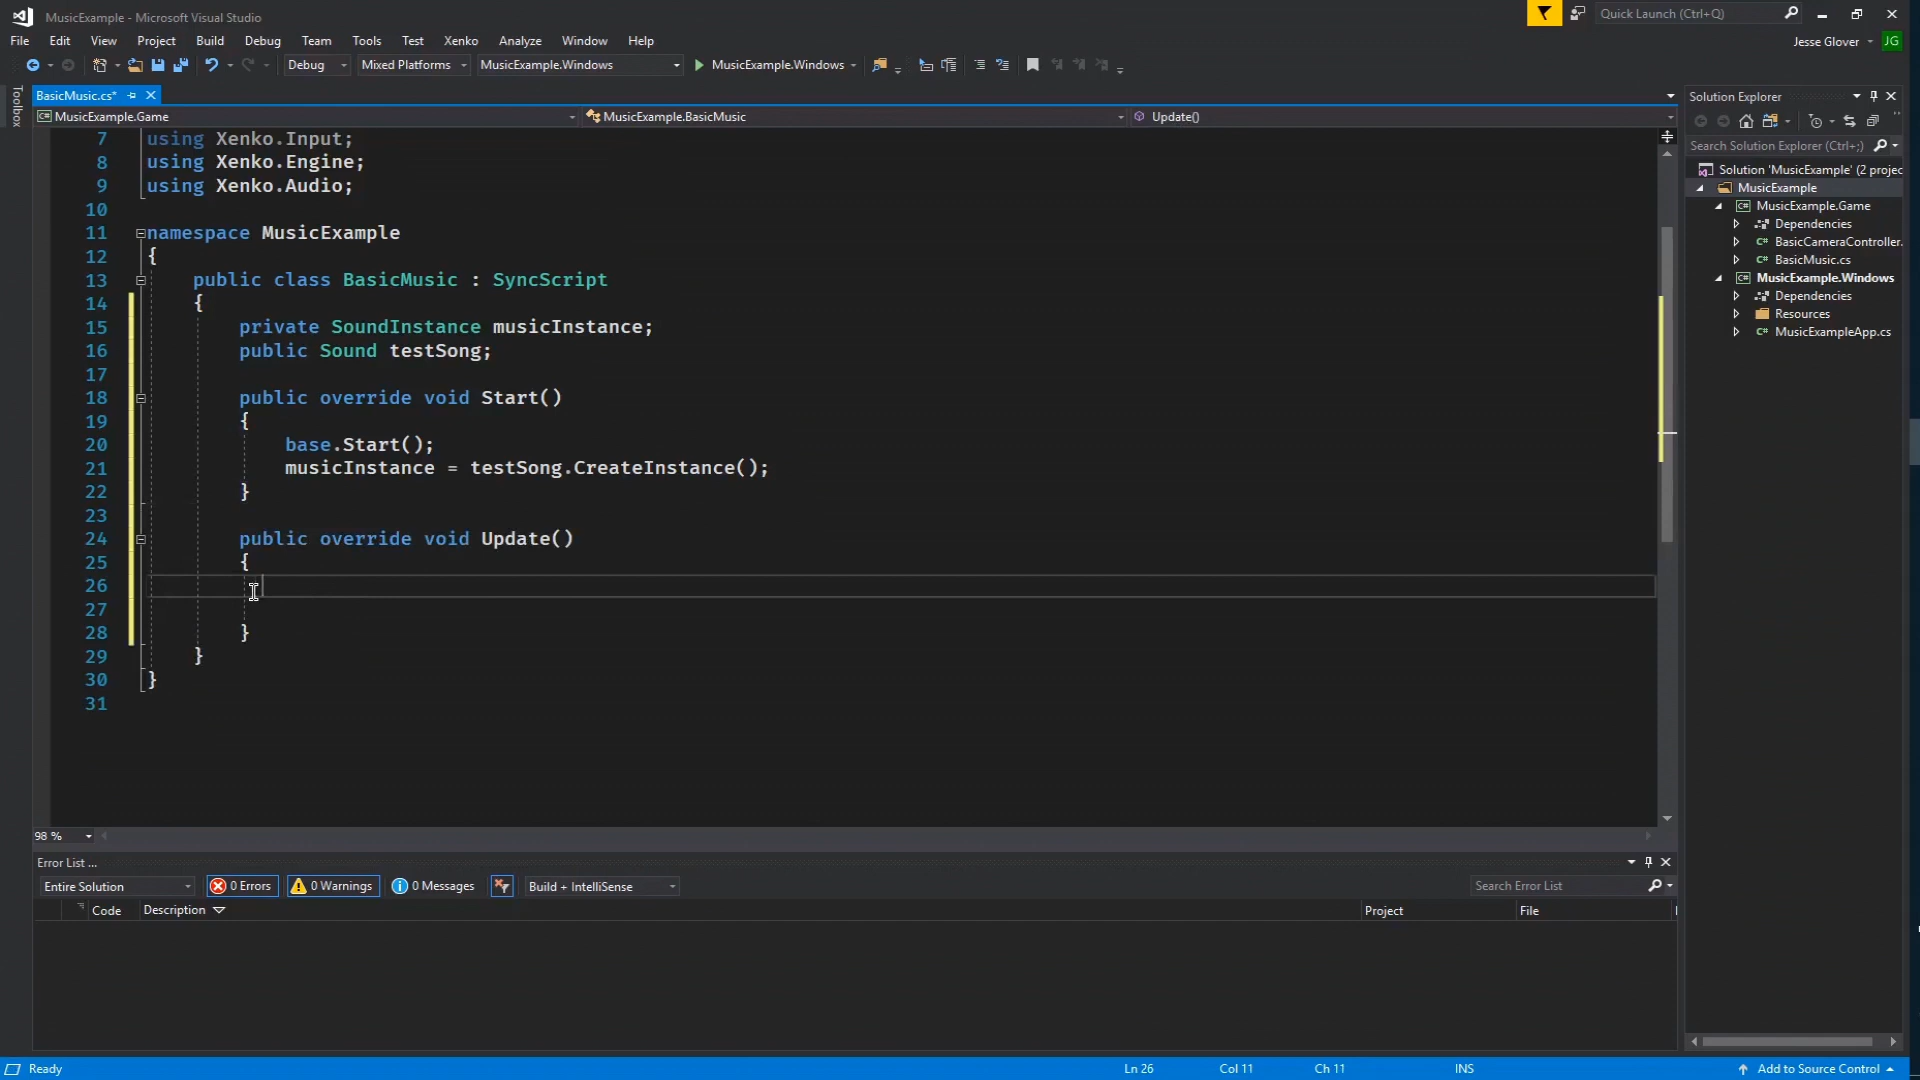 MusicExample - Microsoft Visual Studio
Quick Launch (Ctrl+Q)
File Edit View Project Build Debug Team Tools Test Xenko Analyze Window Help
Jesse Glover JG
Debug Mixed Platforms MusicExample.Windows MusicExample.Windows
Toolbox
BasicMusic.cs*
MusicExample.Game MusicExample.BasicMusic Update()
7 using Xenko.Input;
8 using Xenko.Engine;
9 using Xenko.Audio;
10
11 namespace MusicExample
12 {
13 public class BasicMusic : SyncScript
14 {
15 private SoundInstance musicInstance;
16 public Sound testSong;
17
18 public override void Start()
19 {
20 base.Start();
21 musicInstance = testSong.CreateInstance();
22 }
23
24 public override void Update()
25 {
26
27
28 }
29 }
30 }
31
98 %
Solution Explorer
Search Solution Explorer (Ctrl+;)
Solution 'MusicExample' (2 projec
MusicExample
MusicExample.Game
Dependencies
BasicCameraController.
BasicMusic.cs
MusicExample.Windows
Dependencies
Resources
MusicExampleApp.cs
Error List ...
Entire Solution 0 Errors 0 Warnings 0 Messages Build + IntelliSense Search Error List
Code Description Project File
Ready Ln 26 Col 11 Ch 11 INS Add to Source Control